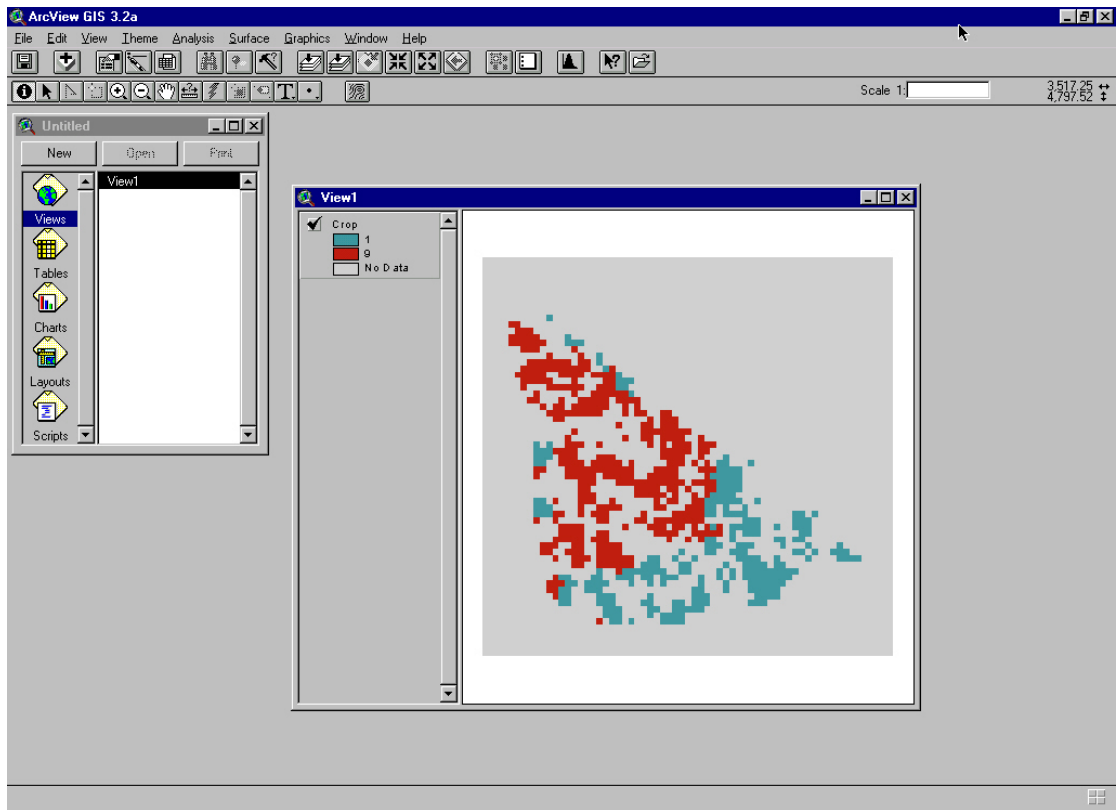 ArcView GIS 3.2a
File Edit View Theme Analysis Surface Graphics Window Help
Scale 1:
3,517.25
4,797.52
Untitled
New Open Print
View1
Views
Tables
Charts
Layouts
Scripts
View1
Crop
1
9
No Data